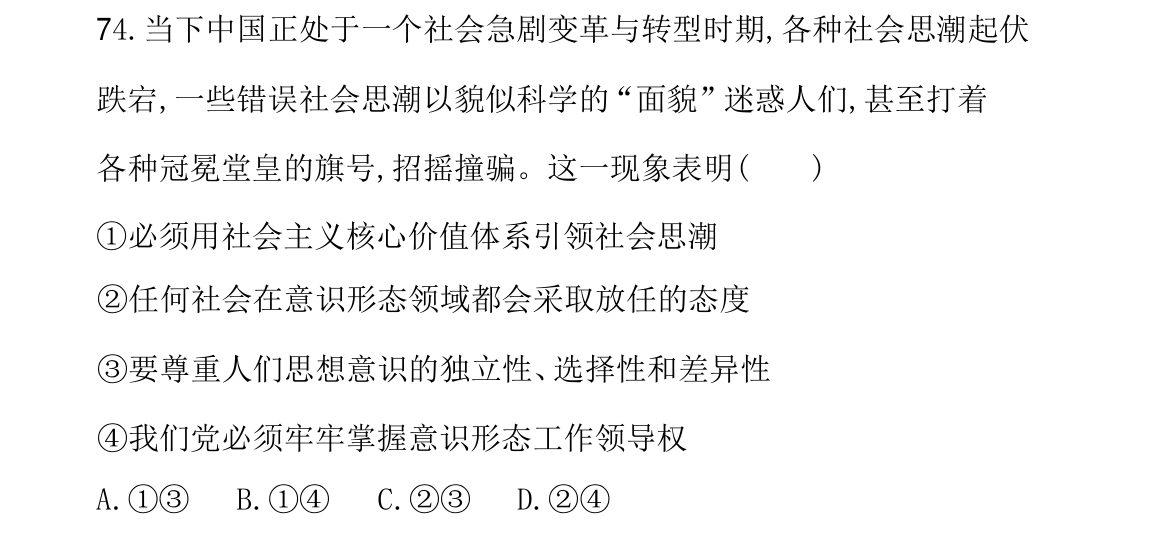 74.当下中国正处于一个社会急剧变革与转型时期,各种社会思潮起伏
跌宕,一些错误社会思潮以貌似科学的“面貌”迷惑人们,甚至打着
各种冠冕堂皇的旗号,招摇撞骗。这一现象表明(  )
①必须用社会主义核心价值体系引领社会思潮
②任何社会在意识形态领域都会采取放任的态度
③要尊重人们思想意识的独立性、选择性和差异性
④我们党必须牢牢掌握意识形态工作领导权
A.①③ B.①④ C.②③ D.②④